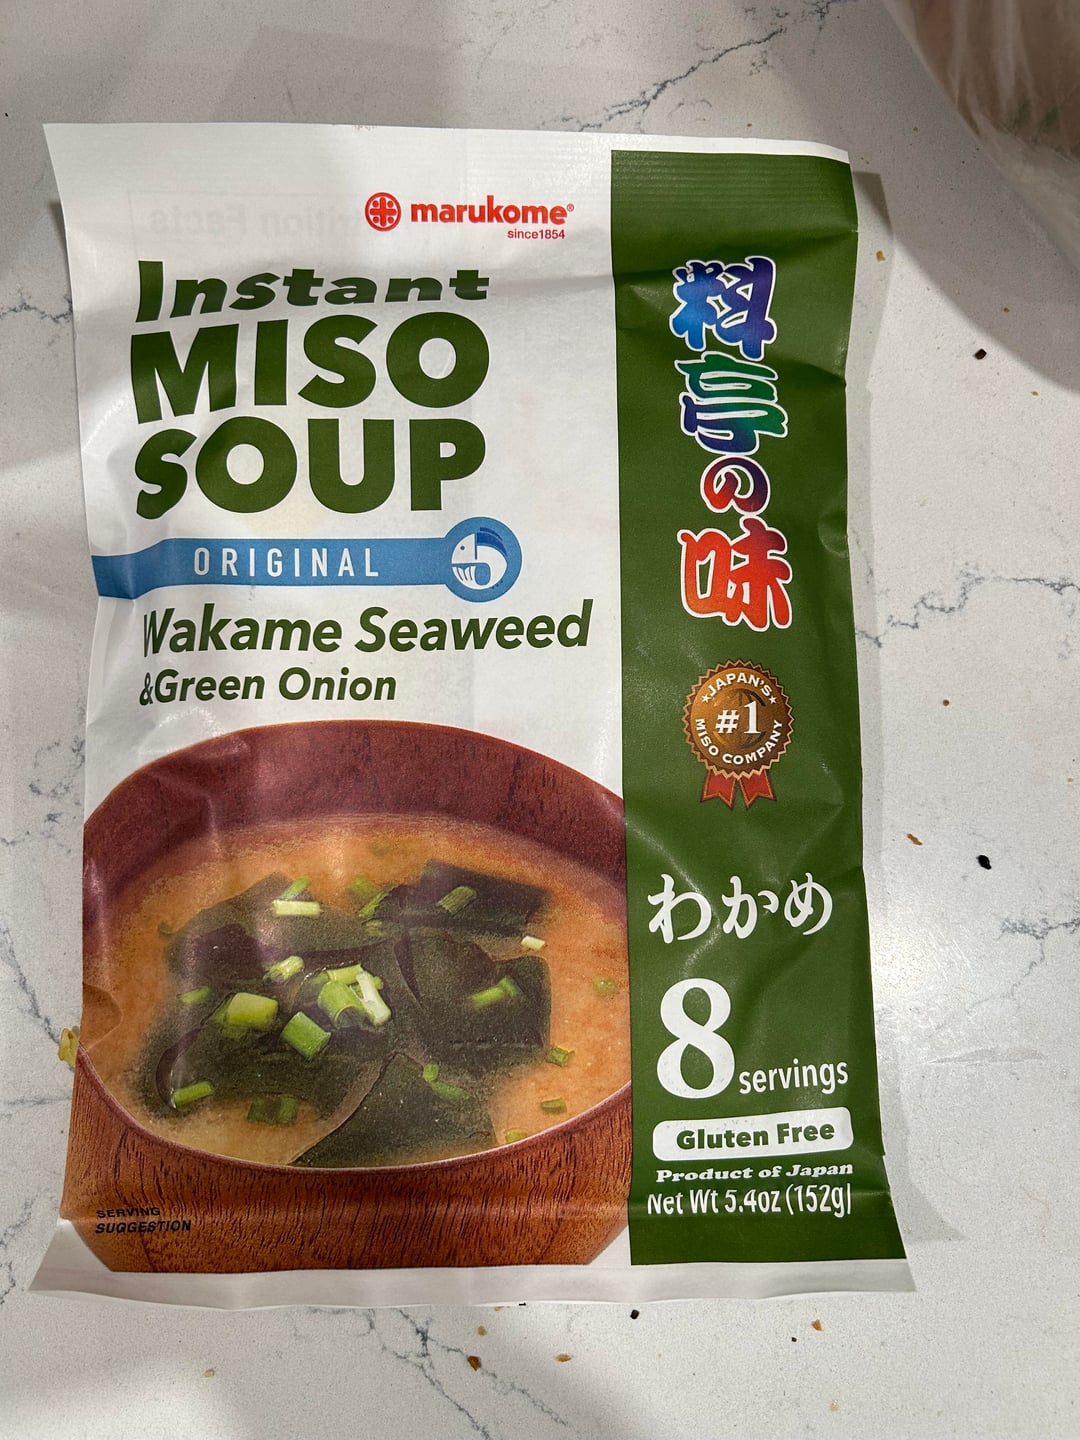 marukome®
since1854
Instant
MISO
SOUP
ORIGINAL
Wakame Seaweed
&Green Onion
SERVING
SUGGESTION
料亭の味
JAPAN'S
#1
MISO COMPANY
わかめ
8 servings
Gluten Free
Product of Japan
Net Wt 5.4oz (152g)